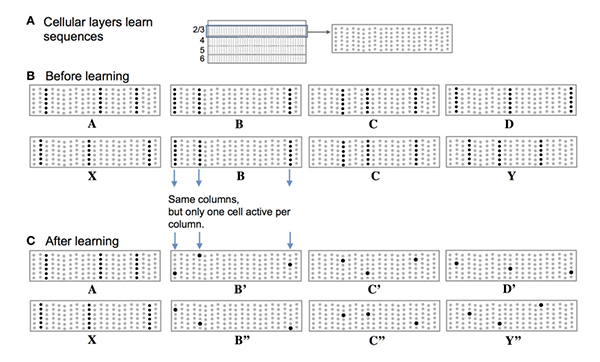 A Cellular layers learn
sequences
2/3
4
5
6
B Before learning
A B C D
X B C Y
Same columns,
but only one cell active per
column.
C After learning
A B’ C’ D’
X B’’ C’’ Y’’